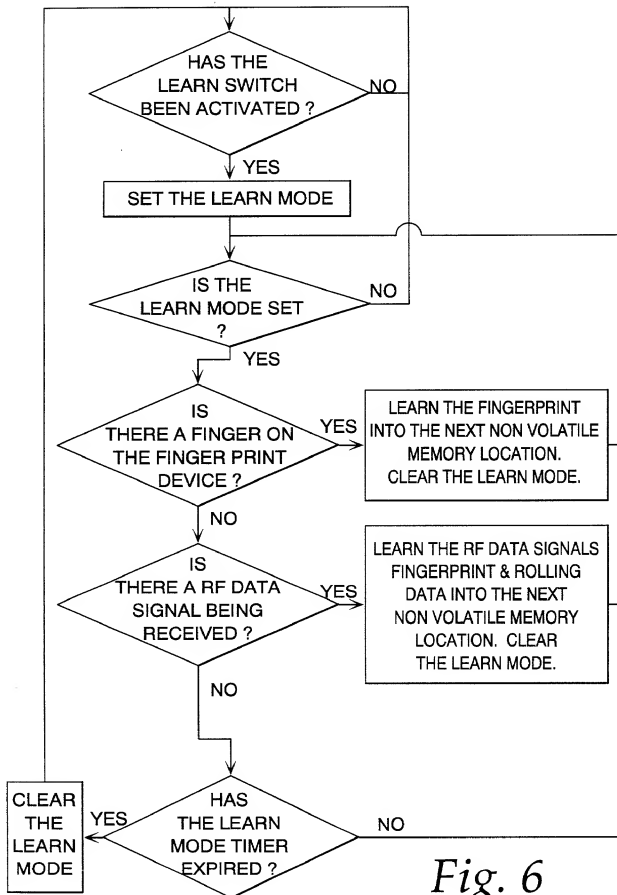 HAS THE
LEARN SWITCH
BEEN ACTIVATED ?
NO
YES
SET THE LEARN MODE
IS THE
LEARN MODE SET
?
NO
YES
IS
THERE A FINGER ON
THE FINGER PRINT
DEVICE ?
YES
LEARN THE FINGERPRINT
INTO THE NEXT NON VOLATILE
MEMORY LOCATION.
CLEAR THE LEARN MODE.
NO
IS
THERE A RF DATA
SIGNAL BEING
RECEIVED ?
YES
LEARN THE RF DATA SIGNALS
FINGERPRINT & ROLLING
DATA INTO THE NEXT
NON VOLATILE MEMORY
LOCATION. CLEAR
THE LEARN MODE.
NO
CLEAR
THE
LEARN
MODE
YES
HAS
THE LEARN
MODE TIMER
EXPIRED ?
NO
Fig. 6